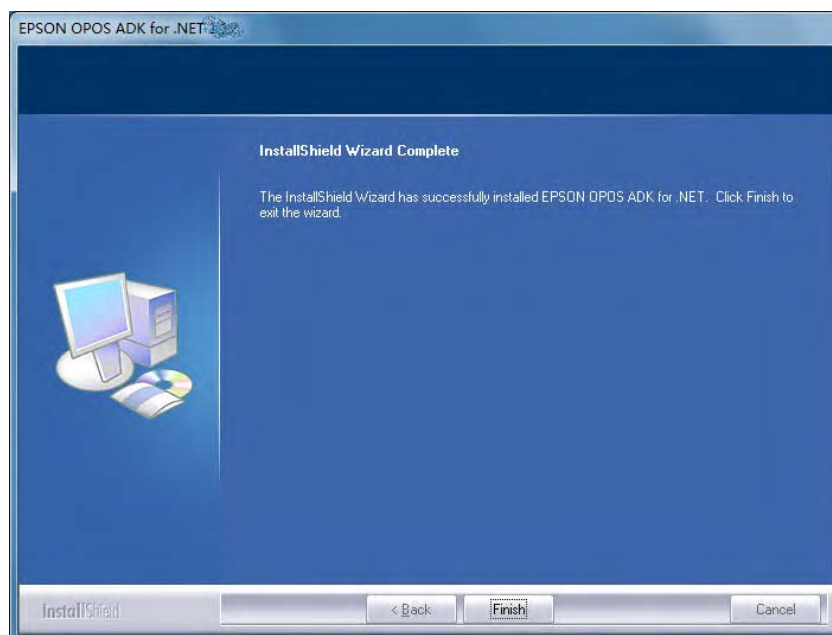 EPSON OPOS ADK for .NET
InstallShield Wizard Complete
The InstallShield Wizard has successfully installed EPSON OPOS ADK for .NET. Click Finish to
exit the wizard.
InstallShield
< Back
Finish
Cancel